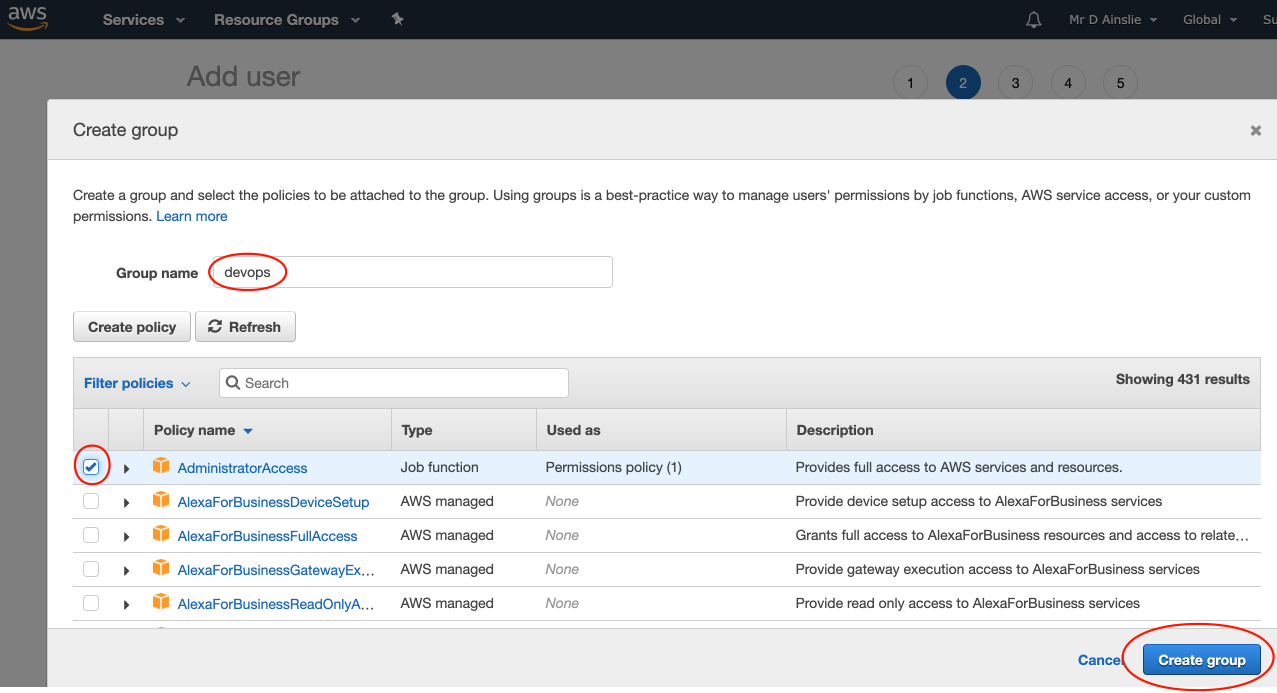 aws Services Resource Groups Mr D Ainslie Global
Add user 1 2 3 4 5
Create group
Create a group and select the policies to be attached to the group. Using groups is a best-practice way to manage users' permissions by job functions, AWS service access, or your custom
permissions. Learn more
Group name devops
Create policy Refresh
Filter policies Search Showing 431 results
Policy name Type Used as Description
AdministratorAccess Job function Permissions policy (1) Provides full access to AWS services and resources.
AlexaForBusinessDeviceSetup AWS managed None Provide device setup access to AlexaForBusiness services
AlexaForBusinessFullAccess AWS managed None Grants full access to AlexaForBusiness resources and access to relate…
AlexaForBusinessGatewayEx… AWS managed None Provide gateway execution access to AlexaForBusiness services
AlexaForBusinessReadOnlyA… AWS managed None Provide read only access to AlexaForBusiness services
Cancel Create group